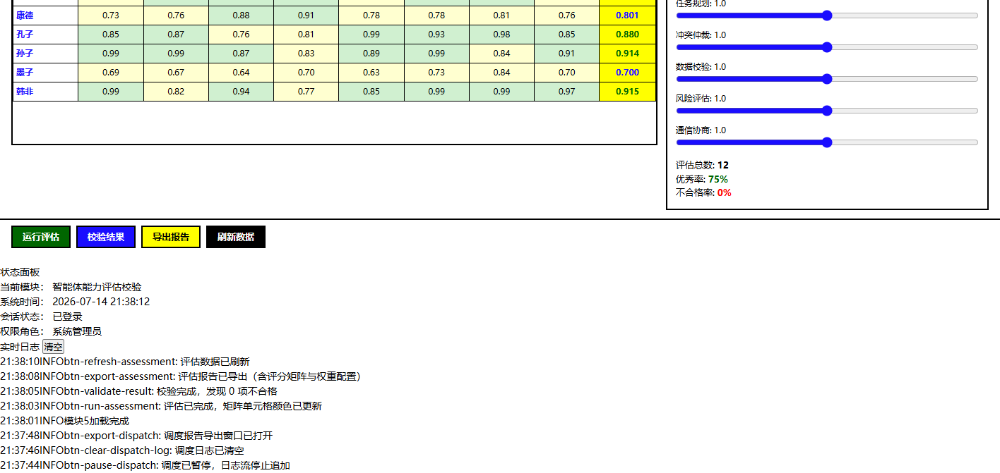 康德 0.73 0.76 0.88 0.91 0.78 0.78 0.81 0.76 0.801
孔子 0.85 0.87 0.76 0.81 0.99 0.93 0.98 0.85 0.880
孙子 0.99 0.99 0.87 0.83 0.89 0.99 0.84 0.91 0.914
墨子 0.69 0.67 0.64 0.70 0.63 0.73 0.84 0.70 0.700
韩非 0.99 0.82 0.94 0.77 0.85 0.99 0.99 0.97 0.915
任务规划: 1.0
冲突仲裁: 1.0
数据校验: 1.0
风险评估: 1.0
通信协商: 1.0
评估总数: 12
优秀率: 75%
不合格率: 0%
运行评估 校验结果 导出报告 刷新数据
状态面板
当前模块： 智能体能力评估校验
系统时间： 2026-07-14 21:38:12
会话状态： 已登录
权限角色： 系统管理员
实时日志 清空
21:38:10INFObtn-refresh-assessment: 评估数据已刷新
21:38:08INFObtn-export-assessment: 评估报告已导出（含评分矩阵与权重配置）
21:38:05INFObtn-validate-result: 校验完成，发现 0 项不合格
21:38:03INFObtn-run-assessment: 评估已完成，矩阵单元格颜色已更新
21:38:01INFO模块5加载完成
21:37:48INFObtn-export-dispatch: 调度报告导出窗口已打开
21:37:46INFObtn-clear-dispatch-log: 调度日志已清空
21:37:44INFObtn-pause-dispatch: 调度已暂停，日志流停止追加